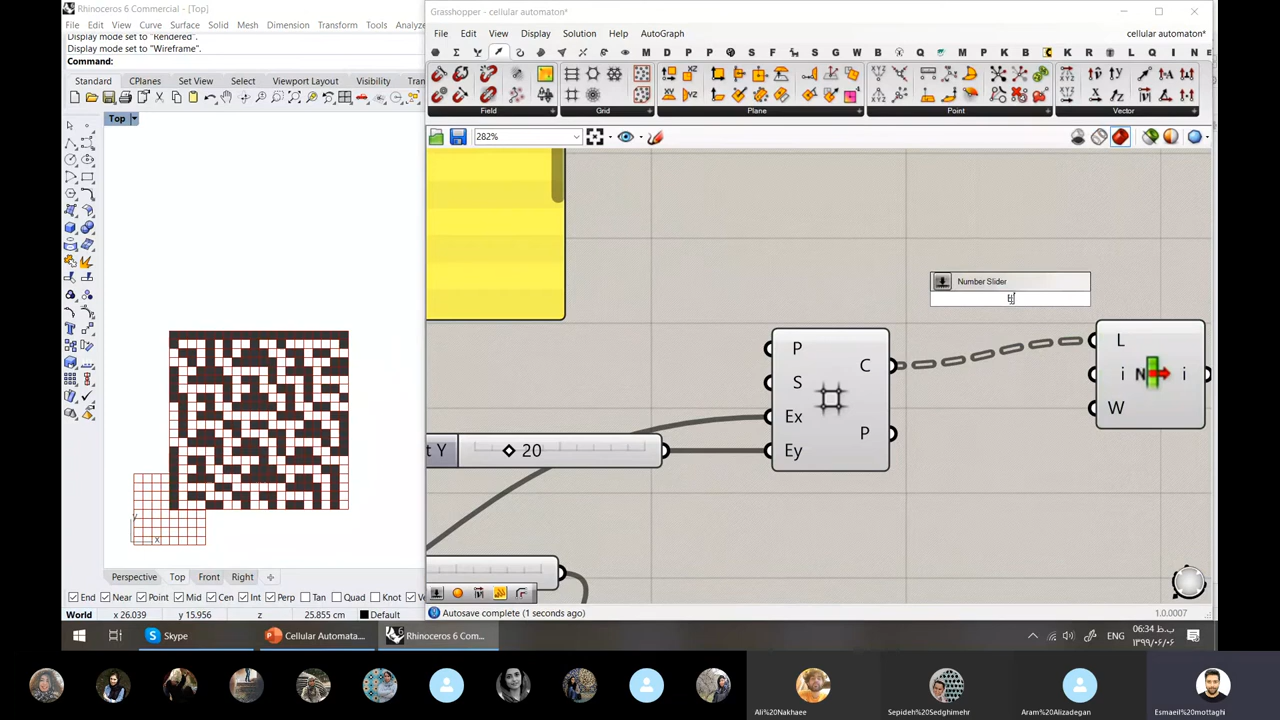 Rhinoceros 6 Commercial - [Top]
File Edit View Curve Surface Solid Mesh Dimension Transform Tools Analyze
Display mode set to "Rendered".
Display mode set to "Wireframe".
Command:
Standard CPlanes Set View Select Viewport Layout Visibility
Top
y
x
Perspective Top Front Right
End Near Point Mid Cen Int Perp Tan Quad Knot
World x 26.039 y 15.956 z 25.855 cm Default
Grasshopper - cellular automaton*
File Edit View Display Solution Help AutoGraph cellular automaton*
M D P P S V F S G W B Q M P K B C K R L Q I N
Field Grid Plane Point Vector
282%
Number Slider
P
S
Ex
Ey
C
P
L
i
W
N
i
t Y 20
Autosave complete (1 seconds ago) 1.0.0007
Skype Cellular Automata... Rhinoceros 6 Com...
ENG
06:34 ب.ظ
۱۳۹۹/۰۶/۰۶
Ali%20Nakhaee Sepideh%20Sedghimehr Aram%20Alizadegan Esmaeil%20mottaghi